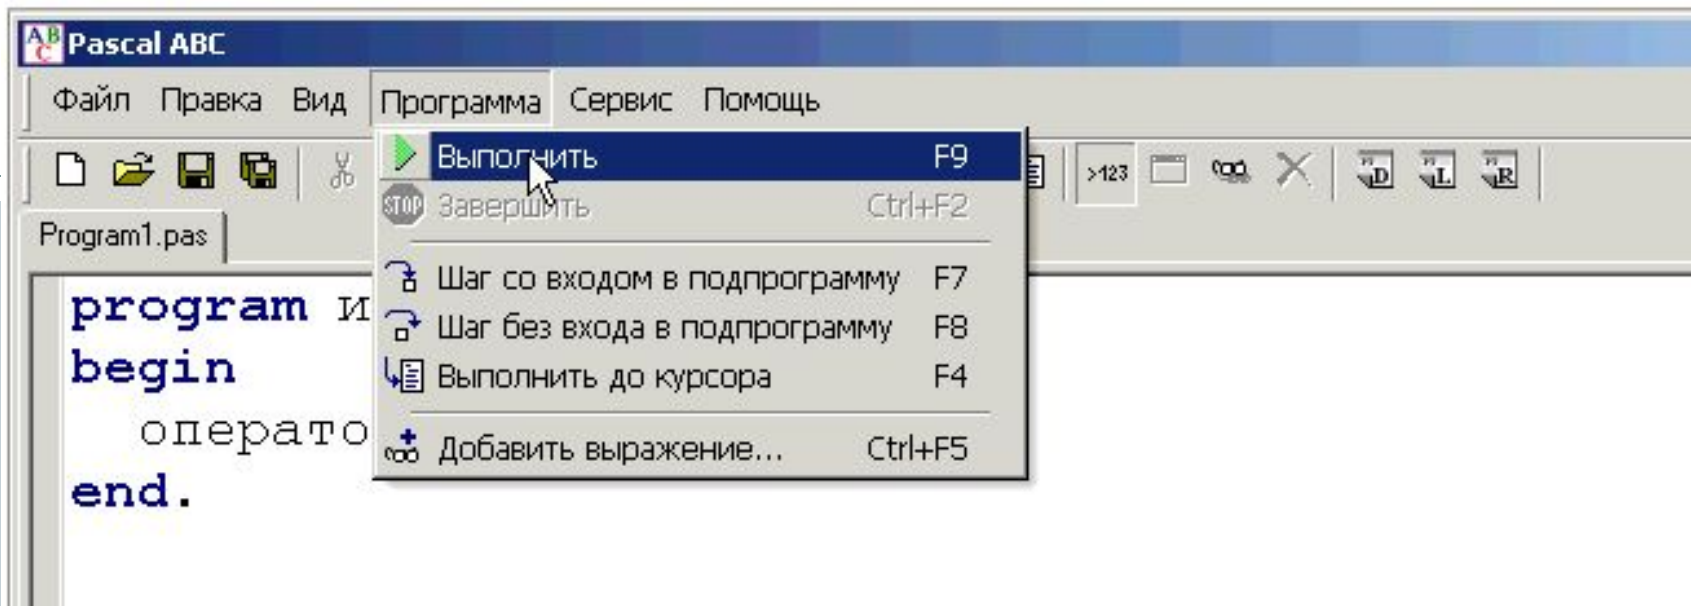 Pascal ABC
Файл Правка Вид Программа Сервис Помощь
Выполнить F9
Завершить Ctrl+F2
>123 D L R
Program1.pas
Шаг со входом в подпрограмму F7
program
Шаг без входа в подпрограмму F8
begin
Выполнить до курсора F4
операто
Добавить выражение... Ctrl+F5
end.